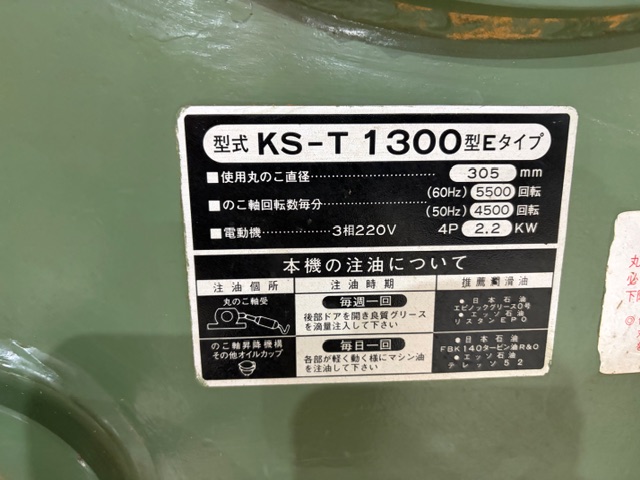 型式 KS-T 1300型Eタイプ
■使用丸のこ直径 305 mm
(60Hz) 5500 回転
■のこ軸回転数毎分 (50Hz) 4500 回転
■電動機 3相220V 4P 2.2 KW
本機の注油について
注油個所 注油時期 推薦潤滑油
丸のこ軸受
毎週一回
後部ドアを開き良質グリース
を滴量注入して下さい
●日本石油
エピノックグリース0号
●エッソ石油
リスタンEPO
のこ軸昇降機構
その他オイルカップ
毎日一回
各部が軽く動く様にマシン油
を注油して下さい
●日本石油
FBK140タービン油R&O
●エッソ石油
テレッソ52
丸
必